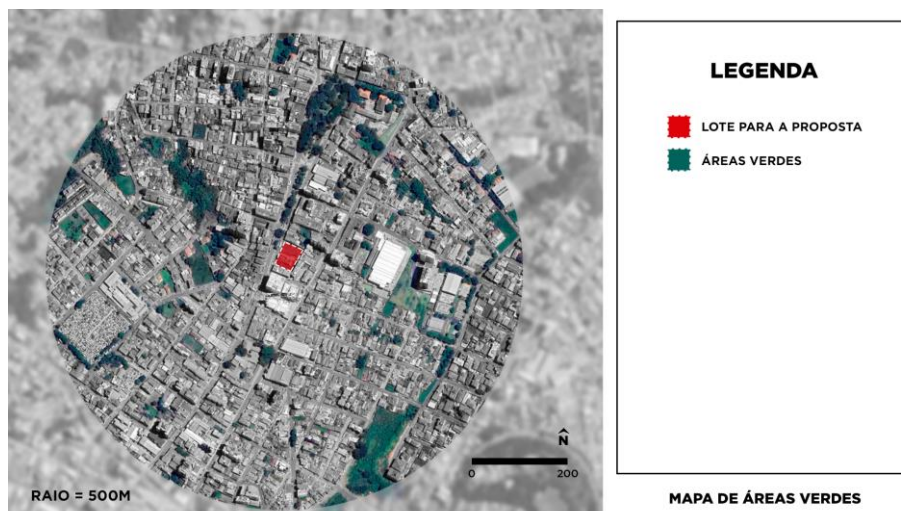 LEGENDA
LOTE PARA A PROPOSTA
ÁREAS VERDES
N
0 200
RAIO = 500M
MAPA DE ÁREAS VERDES